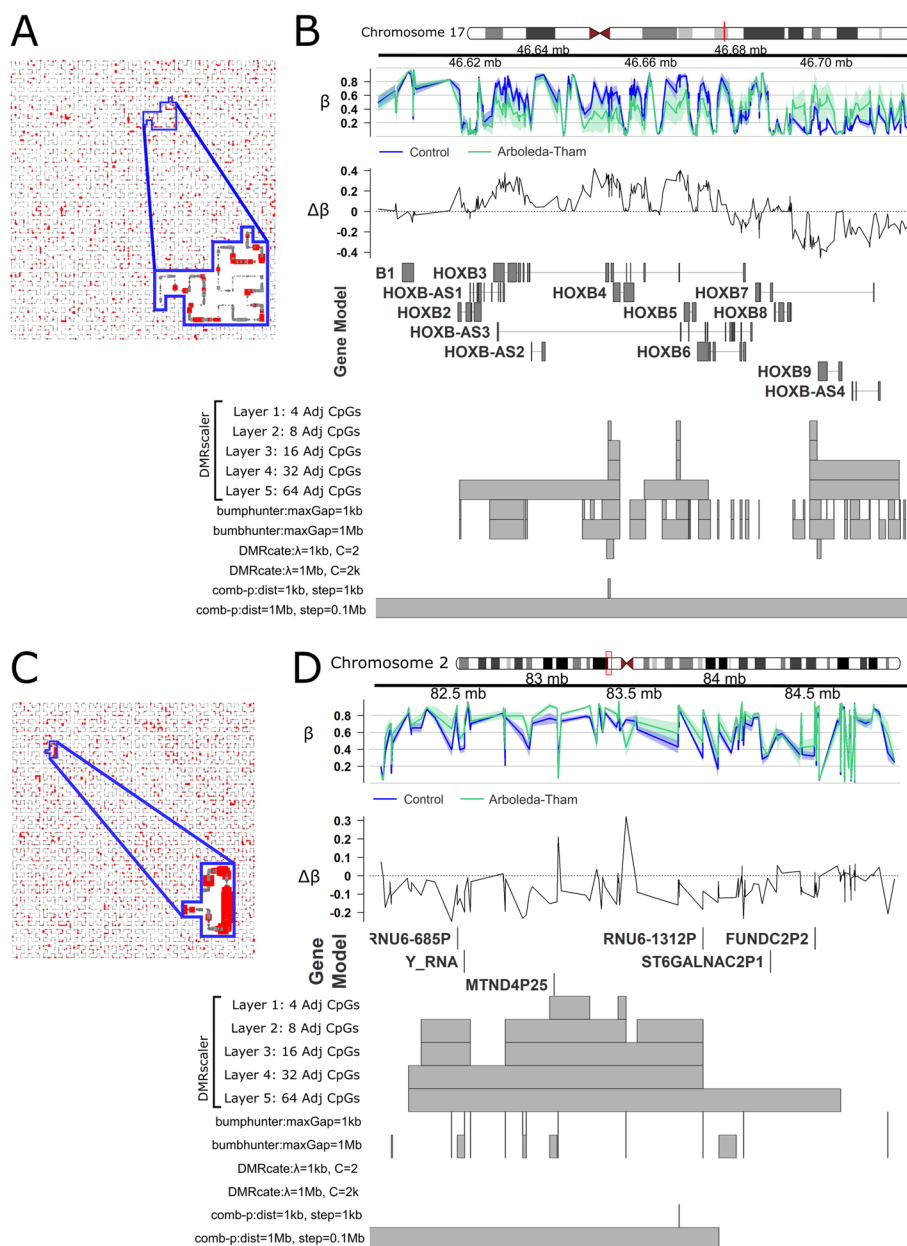 A
B
Chromosome 17
46.64 mb
46.68 mb
46.62 mb
46.66 mb
46.70 mb
0.8
β
0.6
0.4
0.2
Control
Arboleda-Tham
0.4
0.2
Δβ
0
-0.2
-0.4
Gene Model
B1
HOXB3
HOXB-AS1
HOXB4
HOXB7
HOXB2
HOXB5
HOXB8
HOXB-AS3
HOXB-AS2
HOXB6
HOXB9
HOXB-AS4
DMRscaler
Layer 1: 4 Adj CpGs
Layer 2: 8 Adj CpGs
Layer 3: 16 Adj CpGs
Layer 4: 32 Adj CpGs
Layer 5: 64 Adj CpGs
bumphunter:maxGap=1kb
bumbhunter:maxGap=1Mb
DMRcate:λ=1kb, C=2
DMRcate:λ=1Mb, C=2k
comb-p:dist=1kb, step=1kb
comb-p:dist=1Mb, step=0.1Mb
C
D
Chromosome 2
83 mb
84 mb
82.5 mb
83.5 mb
84.5 mb
0.8
β
0.6
0.4
0.2
Control
Arboleda-Tham
0.3
0.2
0.1
Δβ
0
-0.1
-0.2
Gene
Model
RNU6-685P
RNU6-1312P
FUNDC2P2
Y_RNA
ST6GALNAC2P1
MTND4P25
DMRscaler
Layer 1: 4 Adj CpGs
Layer 2: 8 Adj CpGs
Layer 3: 16 Adj CpGs
Layer 4: 32 Adj CpGs
Layer 5: 64 Adj CpGs
bumphunter:maxGap=1kb
bumbhunter:maxGap=1Mb
DMRcate:λ=1kb, C=2
DMRcate:λ=1Mb, C=2k
comb-p:dist=1kb, step=1kb
comb-p:dist=1Mb, step=0.1Mb